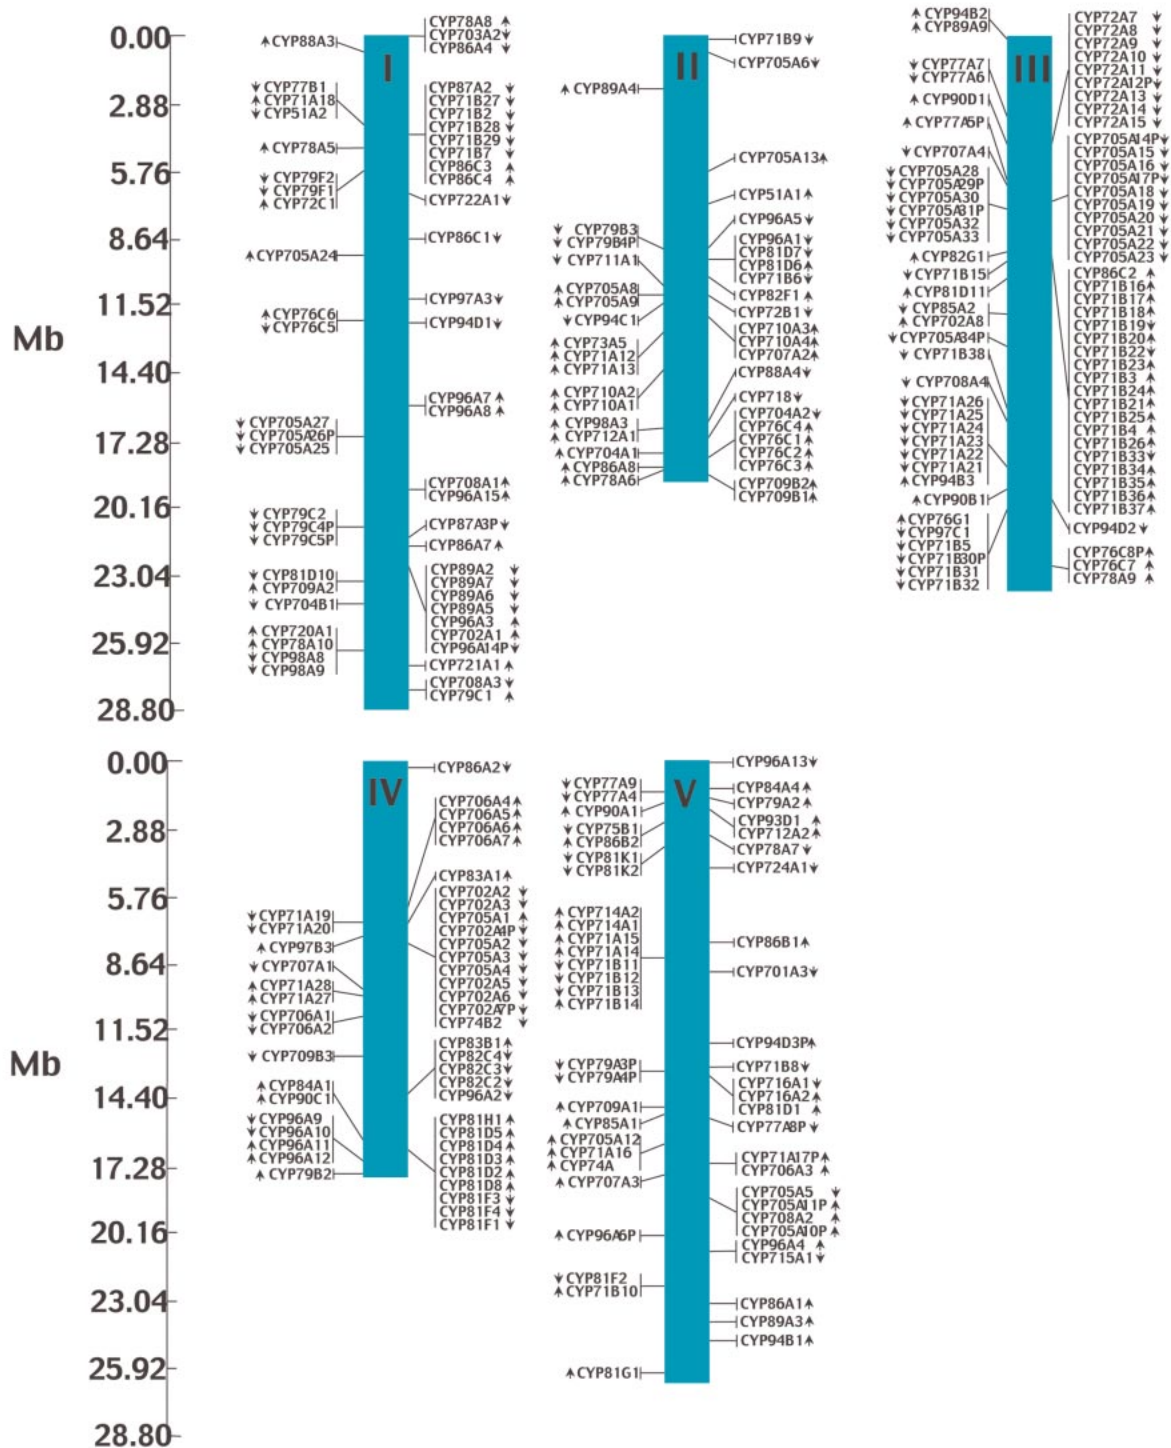 0.00
2.88
5.76
8.64
11.52
Mb
14.40
17.28
20.16
23.04
25.92
28.80
I
↑CYP88A3
↓CYP77B1
↑CYP71A18
↓CYP51A2
↑CYP78A5
↓CYP79F2
↓CYP79F1
↑CYP72C1
↑CYP705A24
↑CYP76C6
↓CYP76C5
↓CYP705A27
↓CYP705A26P
↓CYP705A25
↓CYP79C2
↓CYP79C4P
↓CYP79C5P
↓CYP81D10
↑CYP709A2
↓CYP704B1
↑CYP720A1
↑CYP78A10
↓CYP98A8
↓CYP98A9
CYP78A8↑
CYP703A2↓
CYP86A4↓
CYP87A2↓
CYP71B27↓
CYP71B2↓
CYP71B28↓
CYP71B29↓
CYP71B7↓
CYP86C3↑
CYP86C4↑
CYP722A1↓
CYP86C1↓
CYP97A3↓
CYP94D1↓
CYP96A7↑
CYP96A8↑
CYP708A1↑
CYP96A15↑
CYP87A3P↓
CYP86A7↑
CYP89A2↓
CYP89A7↓
CYP89A6↓
CYP89A5↓
CYP96A3↑
CYP702A1↑
CYP96A14P↓
CYP721A1↑
CYP708A3↓
CYP79C1↑
II
↑CYP89A4
↓CYP79B3
↓CYP79B4P
↓CYP711A1
↑CYP705A8
↑CYP705A9
↓CYP94C1
↑CYP73A5
↑CYP71A12
↑CYP71A13
↑CYP710A2
↑CYP710A1
↑CYP98A3
↑CYP712A1
↑CYP704A1
↑CYP86A8
↑CYP78A6
CYP71B9↓
CYP705A6↓
CYP705A13↑
CYP51A1↑
CYP96A5↓
CYP96A1↓
CYP81D7↓
CYP81D6↑
CYP71B6↓
CYP82F1↑
CYP72B1↓
CYP710A3↑
CYP710A4↑
CYP707A2↑
CYP88A4↓
CYP718↓
CYP704A2↓
CYP76C4↑
CYP76C1↑
CYP76C2↑
CYP76C3↑
CYP709B2↑
CYP709B1↑
III
↑CYP94B2
↑CYP89A9
↓CYP77A7
↓CYP77A6
↑CYP90D1
↑CYP77A5P
↓CYP707A4
↓CYP705A28
↓CYP705A29P
↓CYP705A30
↓CYP705A31P
↓CYP705A32
↓CYP705A33
↑CYP82G1
↓CYP71B15
↑CYP81D11
↓CYP85A2
↑CYP702A8
↓CYP705A34P
↓CYP71B38
↓CYP708A4
↓CYP71A26
↓CYP71A25
↓CYP71A24
↓CYP71A23
↓CYP71A22
↓CYP71A21
↑CYP94B3
↑CYP90B1
↑CYP76G1
↓CYP97C1
↓CYP71B5
↓CYP71B30P
↓CYP71B31
↓CYP71B32
CYP72A7↓
CYP72A8↓
CYP72A9↓
CYP72A10↓
CYP72A11↓
CYP72A12P↓
CYP72A13↓
CYP72A14↓
CYP72A15↓
CYP705A14P↓
CYP705A15↓
CYP705A16↓
CYP705A17P↓
CYP705A18↓
CYP705A19↓
CYP705A20↓
CYP705A21↓
CYP705A22↓
CYP705A23↓
CYP86C2↑
CYP71B16↑
CYP71B17↑
CYP71B18↑
CYP71B19↓
CYP71B20↑
CYP71B22↓
CYP71B23↑
CYP71B3↑
CYP71B24↑
CYP71B21↑
CYP71B25↑
CYP71B4↑
CYP71B26↑
CYP71B33↓
CYP71B34↑
CYP71B35↑
CYP71B36↑
CYP71B37↑
CYP94D2↓
CYP76C8P↑
CYP76C7↑
CYP78A9↑
0.00
2.88
5.76
8.64
11.52
Mb
14.40
17.28
20.16
23.04
25.92
28.80
IV
↓CYP71A19
↓CYP71A20
↑CYP97B3
↓CYP707A1
↑CYP71A28
↑CYP71A27
↓CYP706A1
↓CYP706A2
↓CYP709B3
↑CYP84A1
↑CYP90C1
↓CYP96A9
↓CYP96A10
↑CYP96A11
↑CYP96A12
↑CYP79B2
CYP86A2↓
CYP706A4↑
CYP706A5↑
CYP706A6↑
CYP706A7↑
CYP83A1↑
CYP702A2↓
CYP702A3↓
CYP705A1↑
CYP702A4P↓
CYP705A2↓
CYP705A3↓
CYP705A4↓
CYP702A5↓
CYP702A6↓
CYP702A7P↓
CYP74B2↓
CYP83B1↑
CYP82C4↓
CYP82C3↓
CYP82C2↓
CYP96A2↓
CYP81H1↑
CYP81D5↑
CYP81D4↑
CYP81D3↑
CYP81D2↑
CYP81D8↑
CYP81F3↓
CYP81F4↓
CYP81F1↓
V
↓CYP77A9
↓CYP77A4
↑CYP90A1
↓CYP75B1
↑CYP86B2
↓CYP81K1
↓CYP81K2
↑CYP714A2
↑CYP714A1
↑CYP71A15
↑CYP71A14
↓CYP71B11
↓CYP71B12
↓CYP71B13
↑CYP71B14
↓CYP79A3P
↓CYP79A4P
↑CYP709A1
↑CYP85A1
↑CYP705A12
↑CYP71A16
↑CYP74A
↑CYP707A3
↑CYP96A6P
↓CYP81F2
↑CYP71B10
↑CYP81G1
CYP96A13↓
CYP84A4↑
CYP79A2↑
CYP93D1↑
CYP712A2↑
CYP78A7↓
CYP724A1↓
CYP86B1↑
CYP701A3↓
CYP94D3P↑
CYP71B8↓
CYP716A1↓
CYP716A2↑
CYP81D1↑
CYP77A8P↓
CYP71A17P↑
CYP706A3↑
CYP705A5↓
CYP705A11P↑
CYP708A2↑
CYP705A10P↑
CYP96A4↑
CYP715A1↓
CYP86A1↑
CYP89A3↑
CYP94B1↑